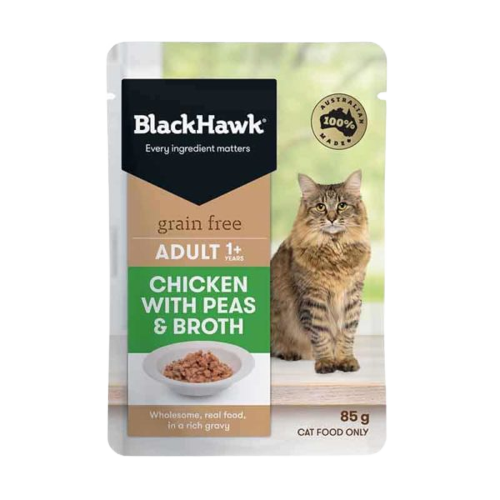 BlackHawk®
Every ingredient matters
AUSTRALIAN
100%
MADE
grain free
ADULT 1+
YEARS
CHICKEN
WITH PEAS
& BROTH
Wholesome, real food,
in a rich gravy
85 g
CAT FOOD ONLY